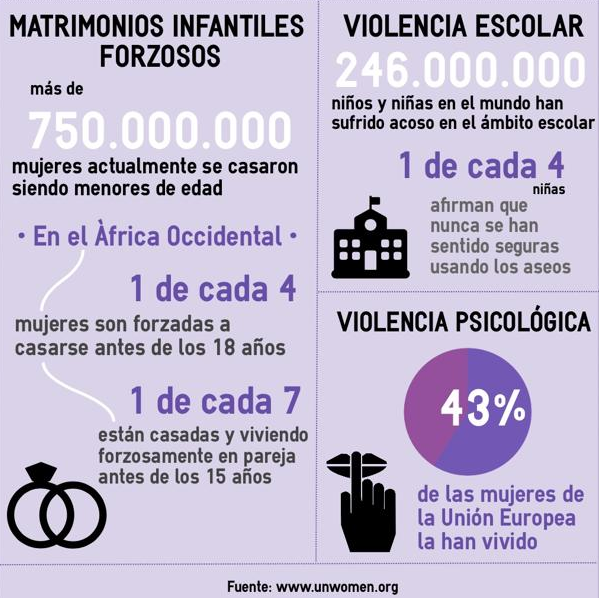 MATRIMONIOS INFANTILES
FORZOSOS
más de
750.000.000
mujeres actualmente se casaron
siendo menores de edad
• En el Àfrica Occidental •
1 de cada 4
mujeres son forzadas a
casarse antes de los 18 años
1 de cada 7
están casadas y viviendo
forzosamente en pareja
antes de los 15 años
VIOLENCIA ESCOLAR
246.000.000
niños y niñas en el mundo han
sufrido acoso en el ámbito escolar
1 de cada 4
niñas
afirman que
nunca se han
sentido seguras
usando los aseos
VIOLENCIA PSICOLÓGICA
43%
de las mujeres de
la Unión Europea
la han vivido
Fuente: www.unwomen.org